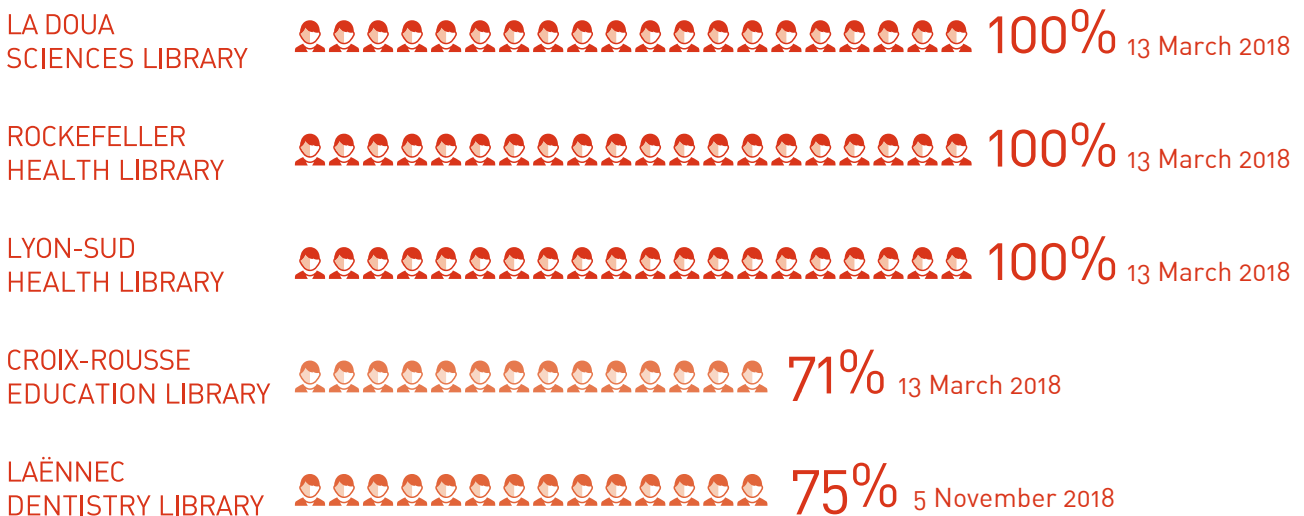 LA DOUA
SCIENCES LIBRARY
100% 13 March 2018
ROCKEFELLER
HEALTH LIBRARY
100% 13 March 2018
LYON-SUD
HEALTH LIBRARY
100% 13 March 2018
CROIX-ROUSSE
EDUCATION LIBRARY
71% 13 March 2018
LAËNNEC
DENTISTRY LIBRARY
75% 5 November 2018